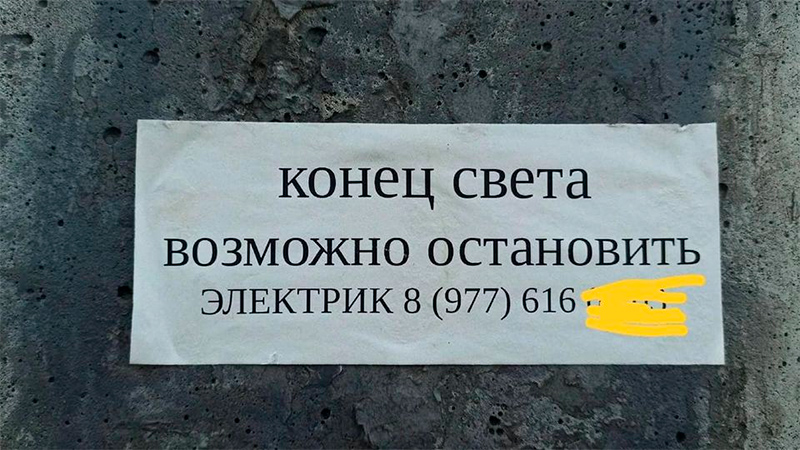 конец света
возможно остановить
ЭЛЕКТРИК 8 (977) 616